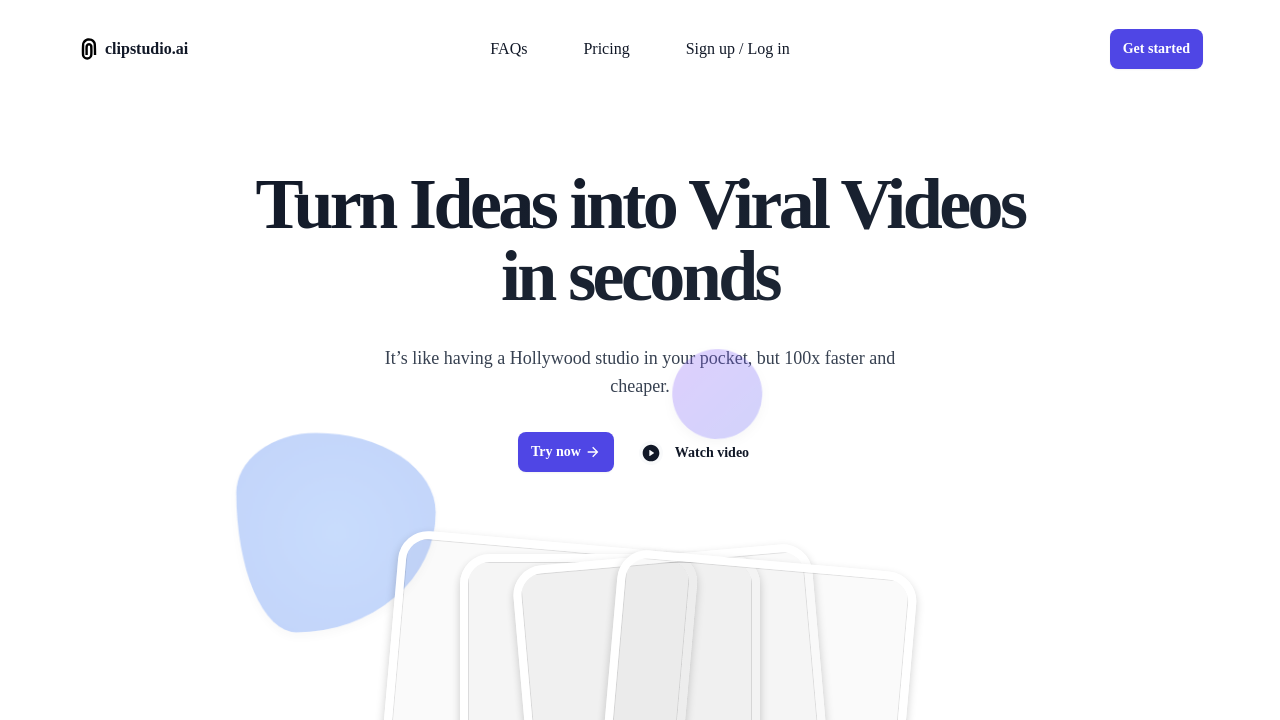 clipstudio.ai
FAQs
Pricing
Sign up / Log in
Get started
Turn Ideas into Viral Videos
in seconds
It’s like having a Hollywood studio in your pocket, but 100x faster and
cheaper.
Try now
Watch video